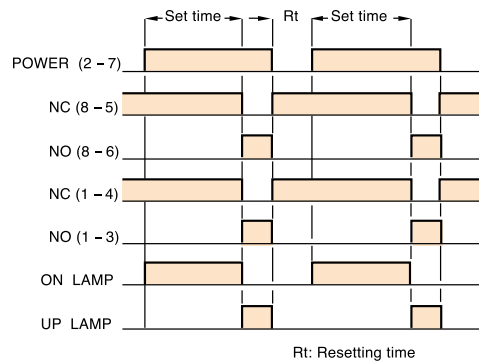 Set time Rt Set time
POWER (2 – 7)
NC (8 – 5)
NO (8 – 6)
NC (1 – 4)
NO (1 – 3)
ON LAMP
UP LAMP
Rt: Resetting time